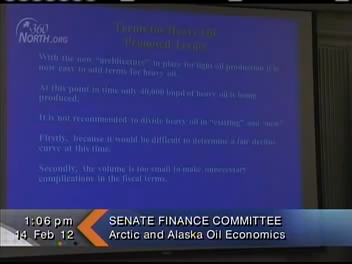 360
NORTH.ORG
Terms for Heavy Oil
Proposed Terms
With the new "architecture" in place for light oil production it is
now easy to add terms for heavy oil.
At this point in time only 40,000 bopd of heavy oil is being
produced.
It is not recommended to divide heavy oil in "existing" and "new"
Firstly, because it would be difficult to determine a fair decline
curve at this time.
Secondly, the volume is too small to make unnecessary
complications in the fiscal terms.
1:06 pm
14 Feb 12
SENATE FINANCE COMMITTEE
Arctic and Alaska Oil Economics